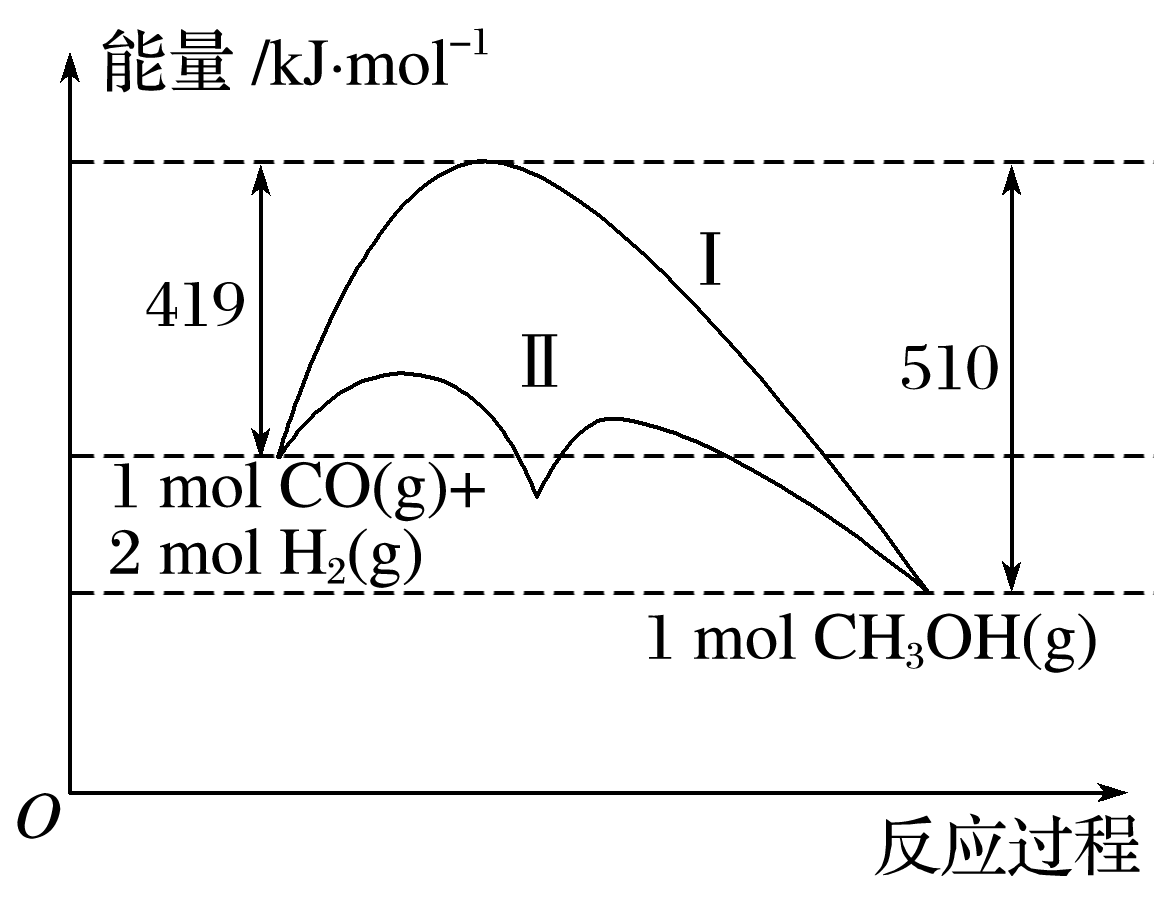 能量 /kJ·mol⁻¹
419
Ⅰ
Ⅱ
510
1 mol CO(g)+
2 mol H₂(g)
1 mol CH₃OH(g)
O
反应过程